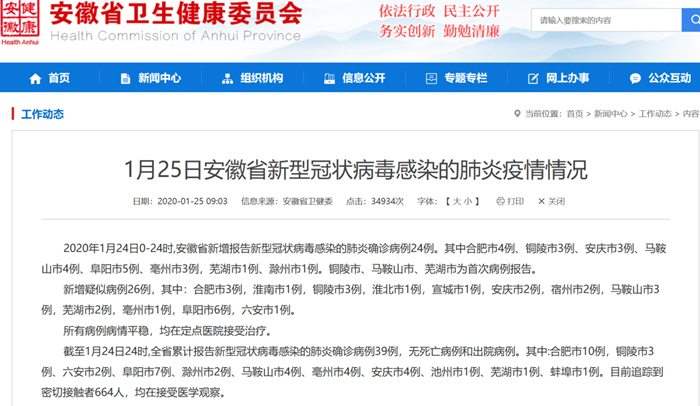 安徽 健康
Health Anhui
安徽省卫生健康委员会
Health Commission of Anhui Province
依法行政 民主公开
务实创新 勤勉清廉
请输入要搜索的内容
首页 新闻中心 组织机构 信息公开 专题专栏 网上办事 公众互动
工作动态
当前位置：首页 > 新闻中心 > 工作动态 > 内容
1月25日安徽省新型冠状病毒感染的肺炎疫情情况
日期：2020-01-25 09:03 信息来源：安徽省卫健委 点击：34934次 字体：【 大 小 】 打印 关闭
2020年1月24日0-24时,安徽省新增报告新型冠状病毒感染的肺炎确诊病例24例。其中合肥市4例、铜陵市3例、安庆市3例、马鞍
山市4例、阜阳市5例、亳州市3例，芜湖市1例、滁州市1例。铜陵市、马鞍山市、芜湖市为首次病例报告。
新增疑似病例26例，其中：合肥市3例，淮南市1例，铜陵市3例，淮北市1例，宣城市1例，安庆市2例，宿州市2例，马鞍山市3
例，芜湖市2例，亳州市1例，阜阳市6例，六安市1例。
所有病例病情平稳，均在定点医院接受治疗。
截至1月24日24时,全省累计报告新型冠状病毒感染的肺炎确诊病例39例，无死亡病例和出院病例。其中:合肥市10例，铜陵市3
例、六安市2例、阜阳市7例、滁州市2例、马鞍山市4例、亳州市4例、安庆市4例、池州市1例、芜湖市1例、蚌埠市1例。目前追踪到
密切接触者664人，均在接受医学观察。